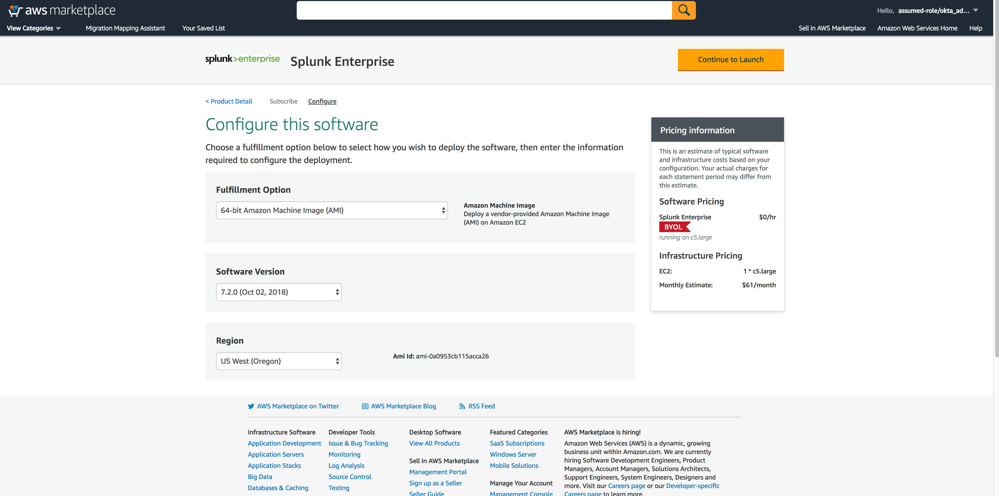 aws marketplace
Hello, assumed-role/okta_ad...
View Categories
Migration Mapping Assistant
Your Saved List
Sell in AWS Marketplace
Amazon Web Services Home
Help
splunk>enterprise
Splunk Enterprise
Continue to Launch
< Product Detail
Subscribe
Configure
Configure this software
Choose a fulfillment option below to select how you wish to deploy the software, then enter the information
required to configure the deployment.
Fulfillment Option
64-bit Amazon Machine Image (AMI)
Amazon Machine Image
Deploy a vendor-provided Amazon Machine Image
(AMI) on Amazon EC2
Software Version
7.2.0 (Oct 02, 2018)
Region
US West (Oregon)
Ami Id: ami-0a0953cb115acca26
Pricing information
This is an estimate of typical software
and infrastructure costs based on your
configuration. Your actual charges for
each statement period may differ from
this estimate.
Software Pricing
Splunk Enterprise $0/hr
BYOL
running on c5.large
Infrastructure Pricing
EC2: 1 * c5.large
Monthly Estimate: $61/month
AWS Marketplace on Twitter
AWS Marketplace Blog
RSS Feed
Infrastructure Software
Application Development
Application Servers
Application Stacks
Big Data
Databases & Caching
Developer Tools
Issue & Bug Tracking
Monitoring
Log Analysis
Source Control
Testing
Desktop Software
View All Products
Sell in AWS Marketplace
Management Portal
Sign up as a Seller
Seller Guide
Featured Categories
SaaS Subscriptions
Windows Server
Mobile Solutions
Manage Your Account
Management Console
AWS Marketplace is hiring!
Amazon Web Services (AWS) is a dynamic, growing
business unit within Amazon.com. We are currently
hiring Software Development Engineers, Product
Managers, Account Managers, Solutions Architects,
Support Engineers, System Engineers, Designers and
more. Visit our Careers page or our Developer-specific
Careers page to learn more.